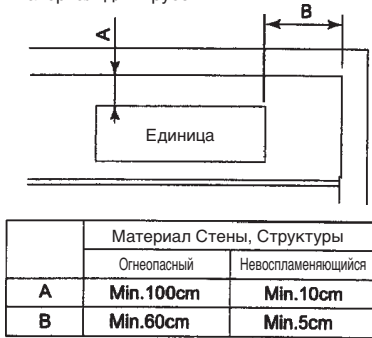 B
A
Единица
Материал Стены, Структуры
Огнеопасный Невоспламеняющийся
A Min.100cm Min.10cm
B Min.60cm Min.5cm